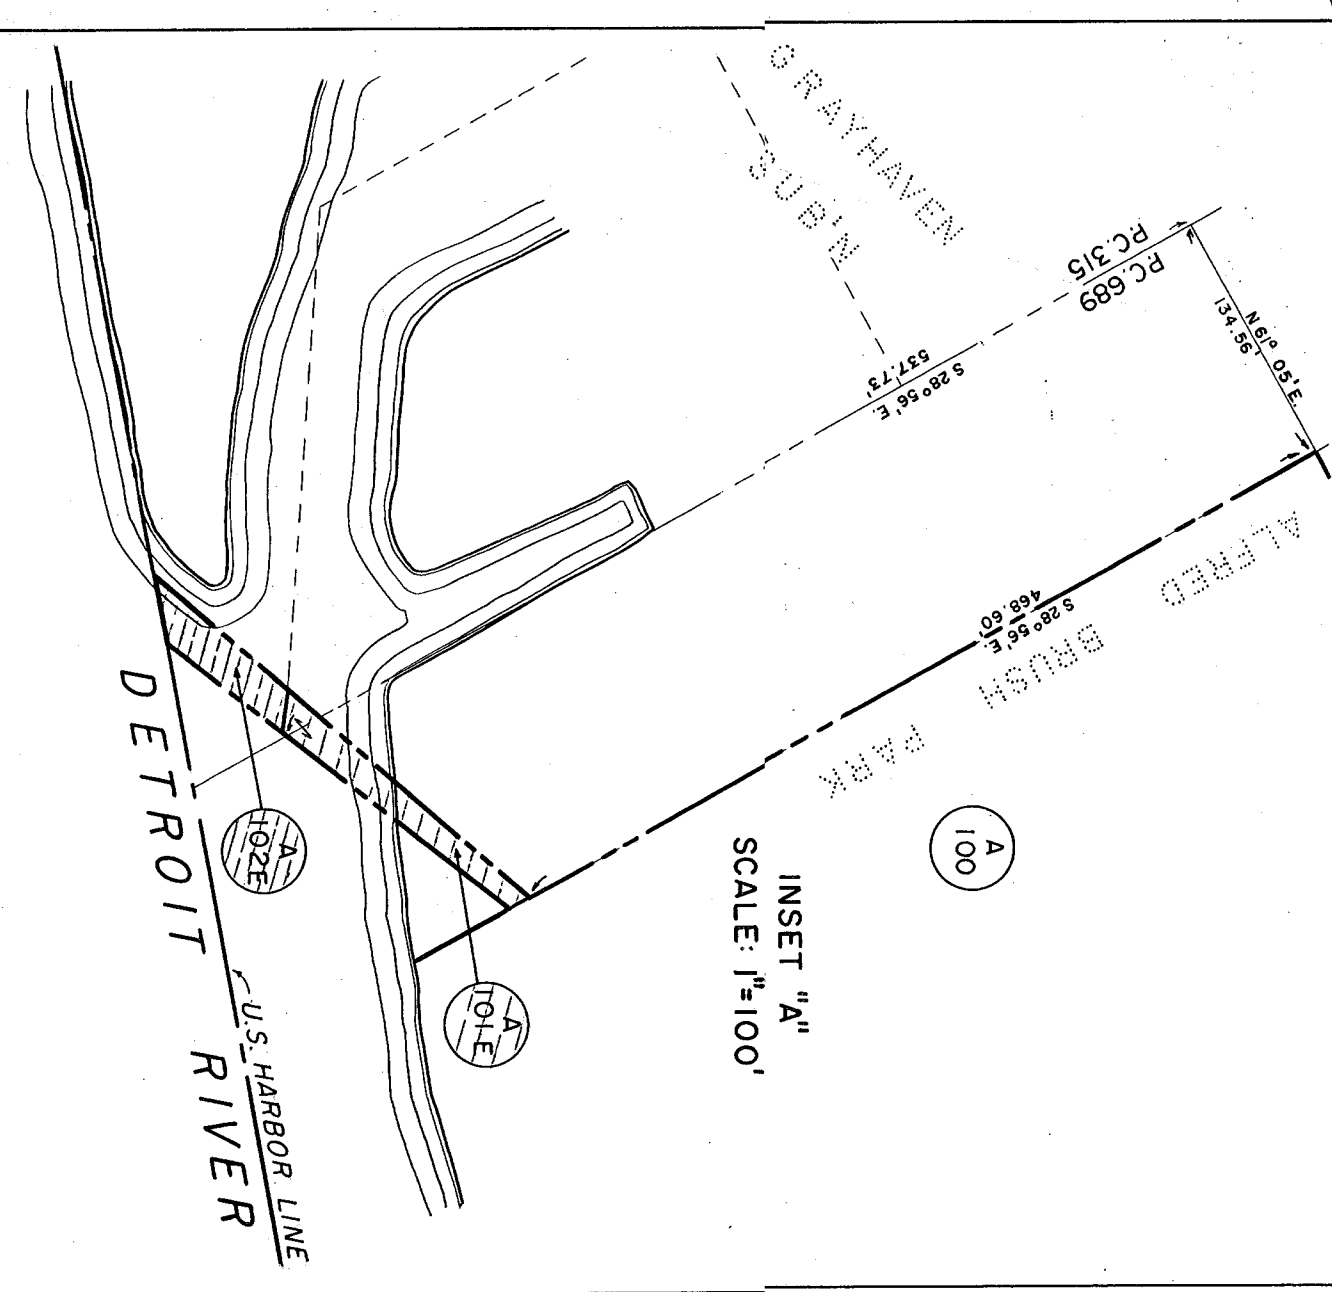 GRAYHAVEN
SUB'N
P.C. 315
P.C. 689
N 61° 05' E.
134.56'
537.73'
S 28° 56' E.
468.60'
S 28° 56' E.
ALFRED
BRUSH
PARK
A
100
INSET "A"
SCALE: 1"=100'
A
102E
A
101E
DETROIT RIVER
U.S. HARBOR LINE